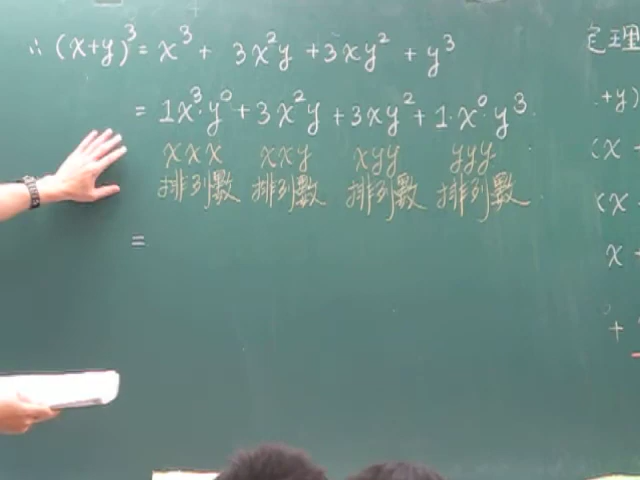 ∴ (x+y)³ = x³ + 3x²y + 3xy² + y³
= 1x³·y⁰ + 3x²y + 3xy² + 1·x⁰·y³
xxx xxy xyy yyy
排列數 排列數 排列數 排列數
=
定理
+y)
(x -
(x
x -
+